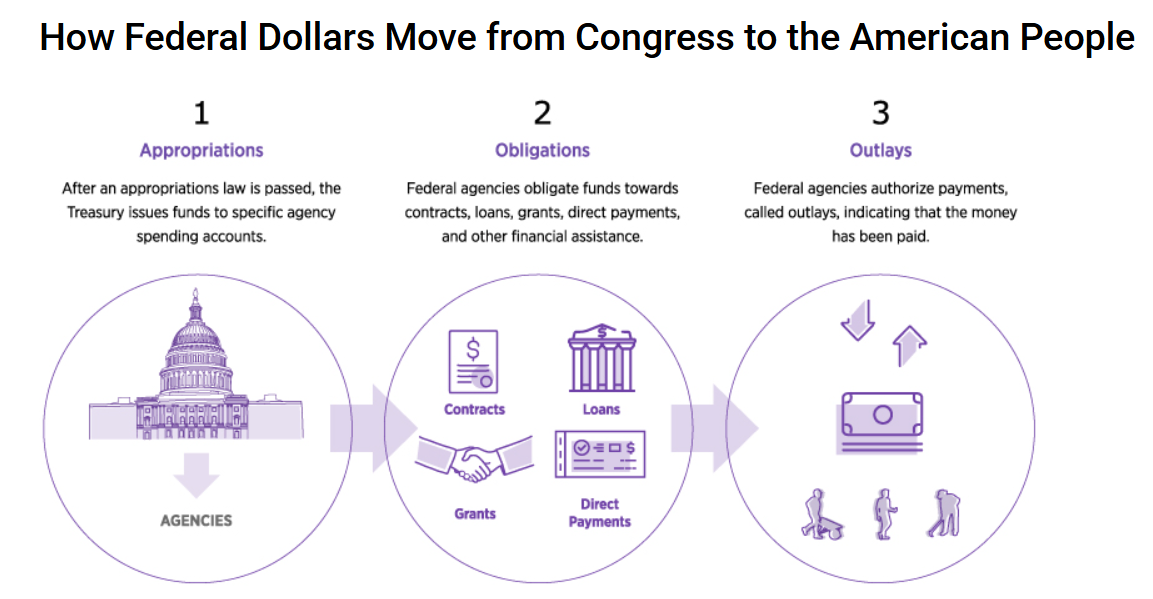 How Federal Dollars Move from Congress to the American People
1
Appropriations
After an appropriations law is passed, the
Treasury issues funds to specific agency
spending accounts.
AGENCIES
2
Obligations
Federal agencies obligate funds towards
contracts, loans, grants, direct payments,
and other financial assistance.
$
Contracts
$
Loans
Grants
$
Direct
Payments
3
Outlays
Federal agencies authorize payments,
called outlays, indicating that the money
has been paid.